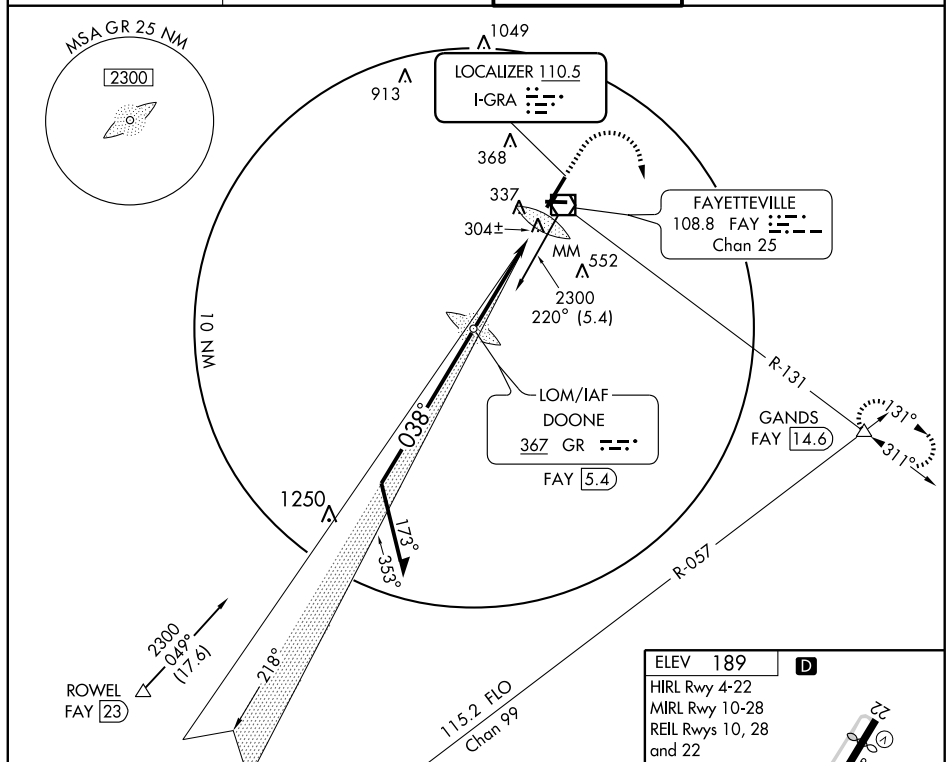 MSA GR 25 NM
2300
1049
913
LOCALIZER 110.5
I-GRA
368
337
304±
MM
552
FAYETTEVILLE
108.8 FAY
Chan 25
2300
220° (5.4)
10 NM
R-131
LOM/IAF
DOONE
367 GR
FAY 5.4
038°
GANDS
FAY 14.6
131°
311°
1250
173°
353°
R-057
2300
049°
(17.6)
ROWEL
FAY 23
218°
115.2 FLO
Chan 99
ELEV 189
D
HIRL Rwy 4-22
MIRL Rwy 10-28
REIL Rwys 10, 28
and 22
22
V